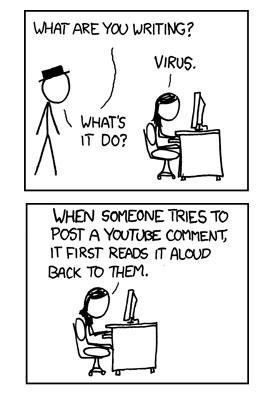 WHAT ARE YOU WRITING?
VIRUS.
WHAT'S
IT DO?
WHEN SOMEONE TRIES TO
POST A YOUTUBE COMMENT,
IT FIRST READS IT ALOUD
BACK TO THEM.